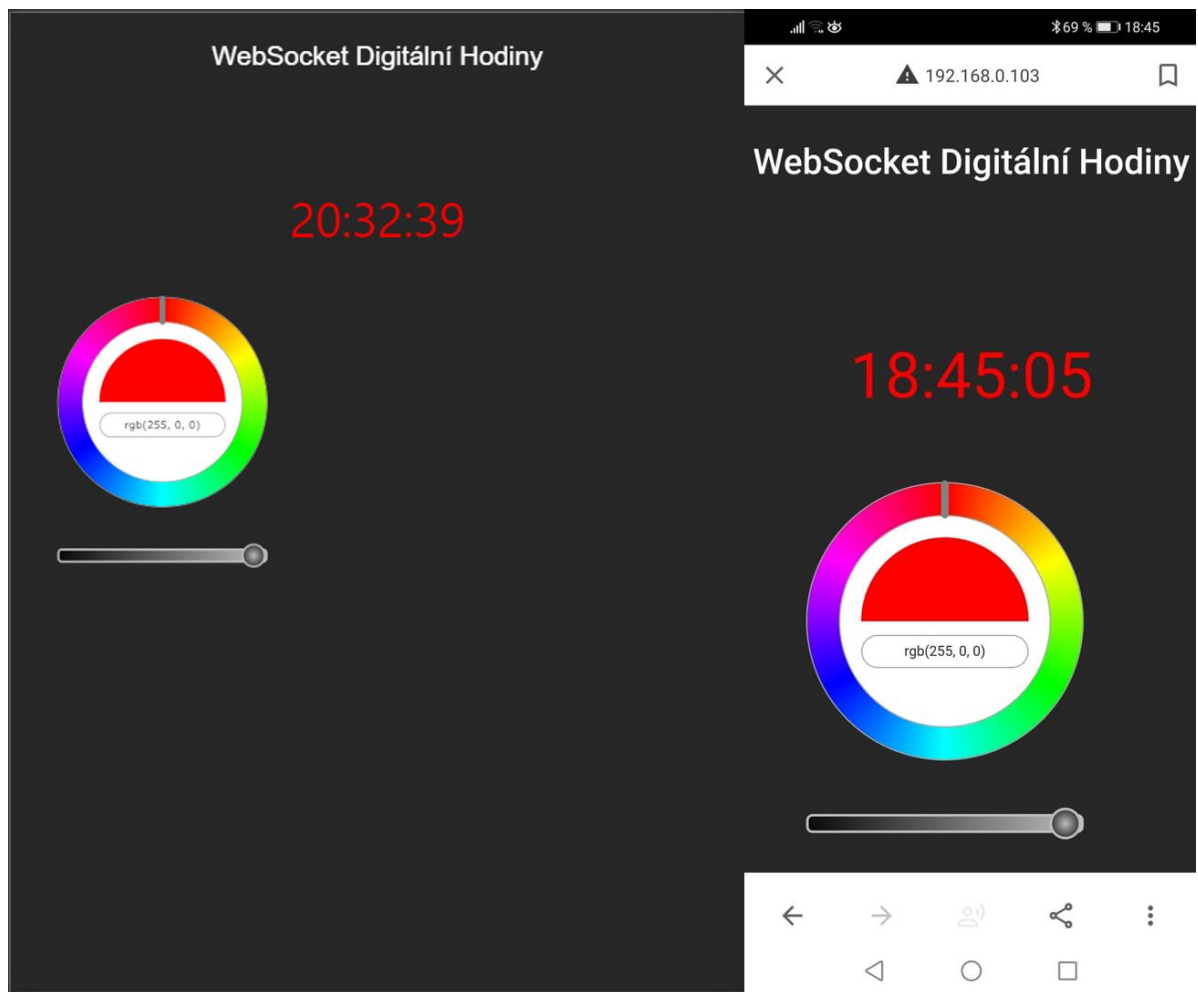 WebSocket Digitální Hodiny
20:32:39
rgb(255, 0, 0)
69 % 18:45
192.168.0.103
WebSocket Digitální Hodiny
18:45:05
rgb(255, 0, 0)